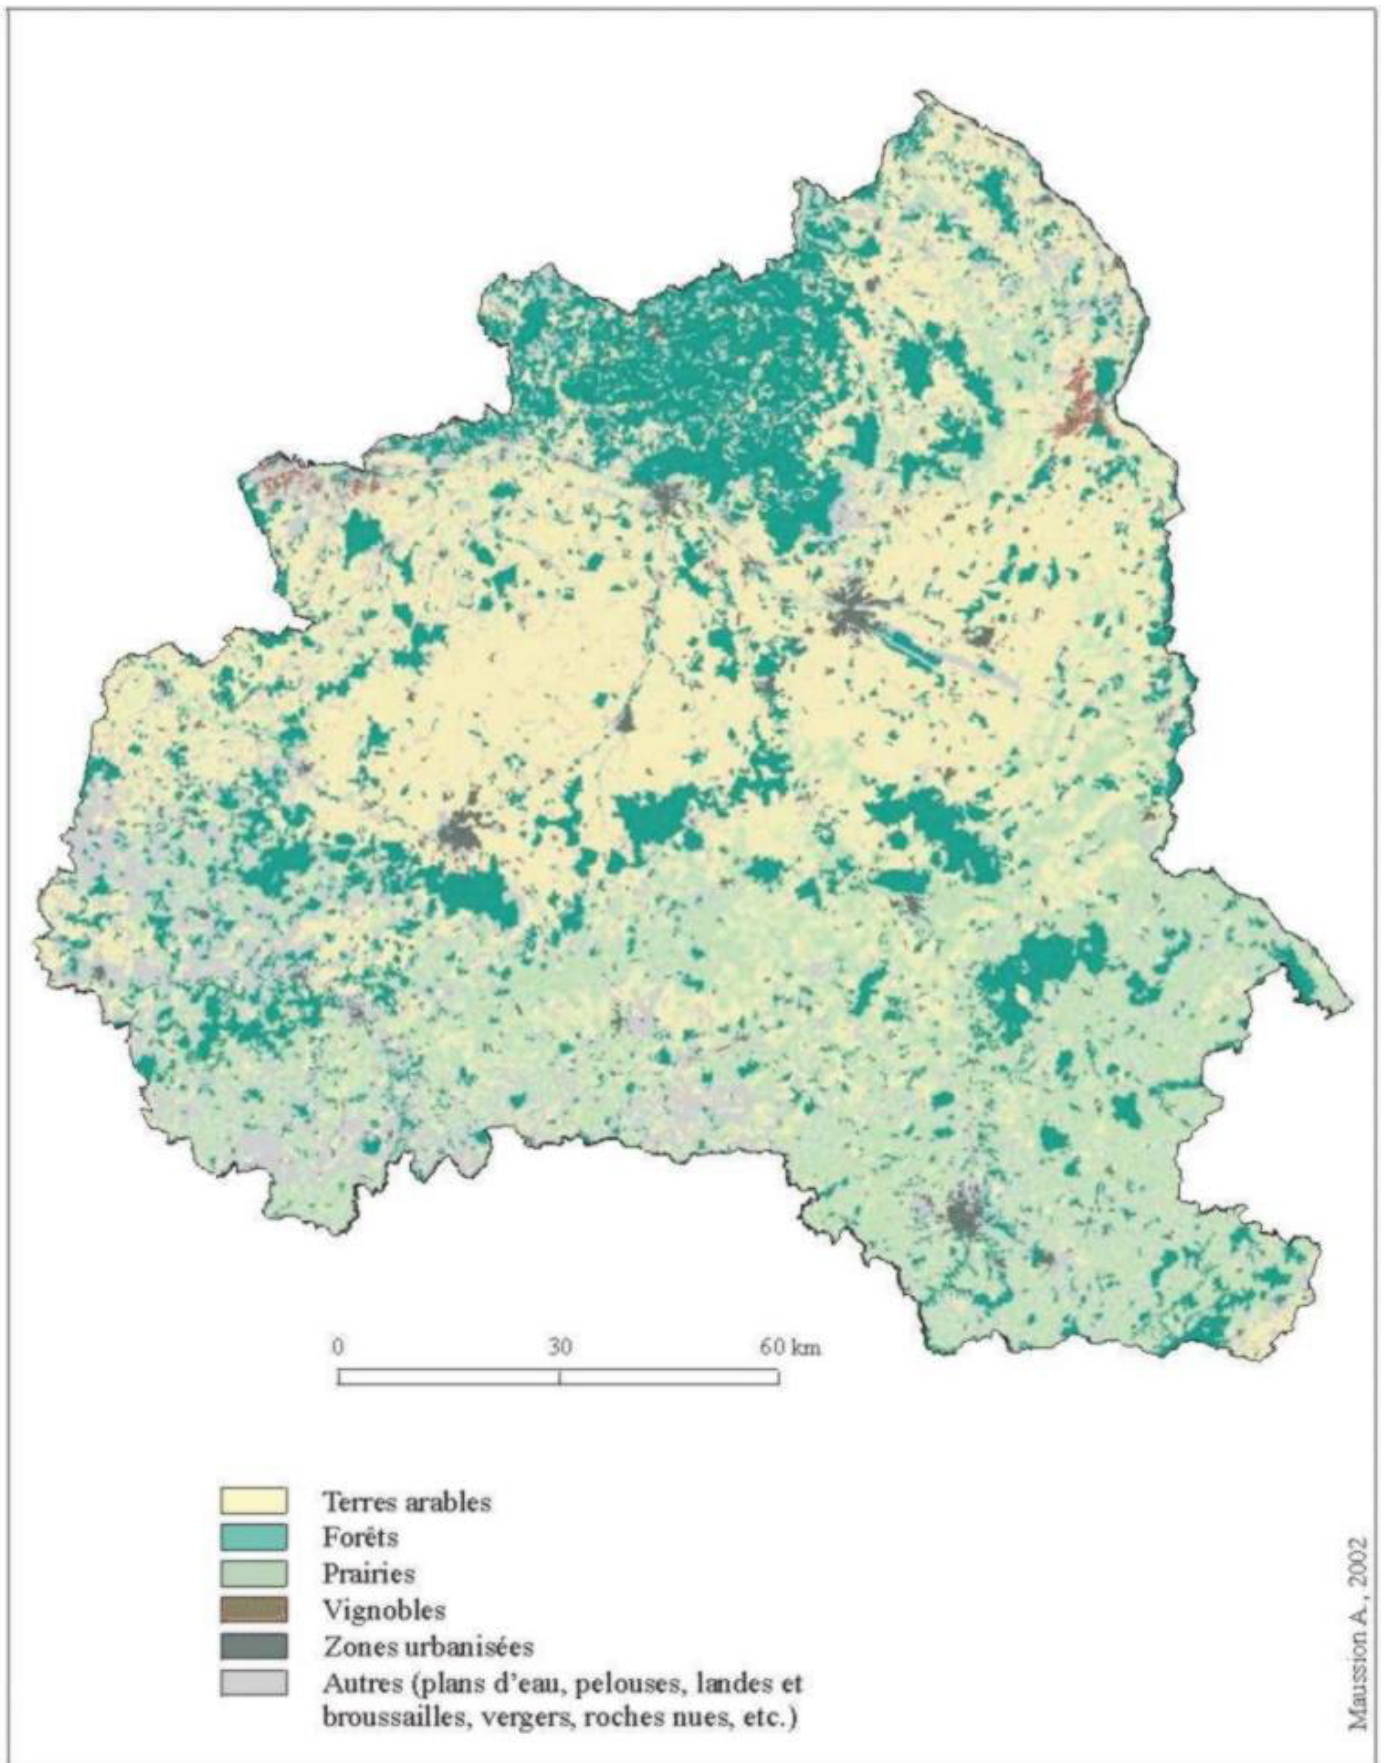 0 30 60 km
Terres arables
Forêts
Prairies
Vignobles
Zones urbanisées
Autres (plans d'eau, pelouses, landes et
broussailles, vergers, roches nues, etc.)
Maussion A., 2002